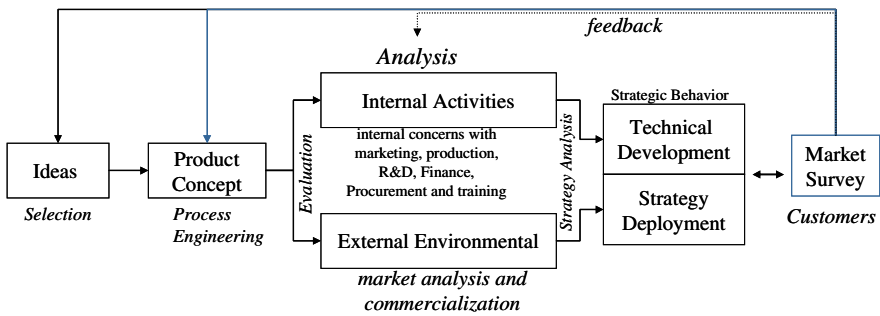 feedback
Analysis
Ideas
Selection
Product
Concept
Process
Engineering
Evaluation
Internal Activities
internal concerns with
marketing, production,
R&D, Finance,
Procurement and training
External Environmental
market analysis and
commercialization
Strategy Analysis
Strategic Behavior
Technical
Development
Strategy
Deployment
Market
Survey
Customers